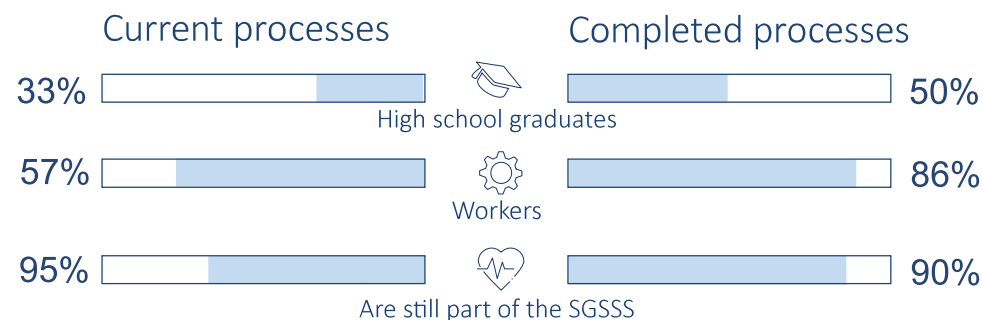 Current processes
Completed processes
33%
50%
High school graduates
57%
86%
Workers
95%
90%
Are still part of the SGSSS